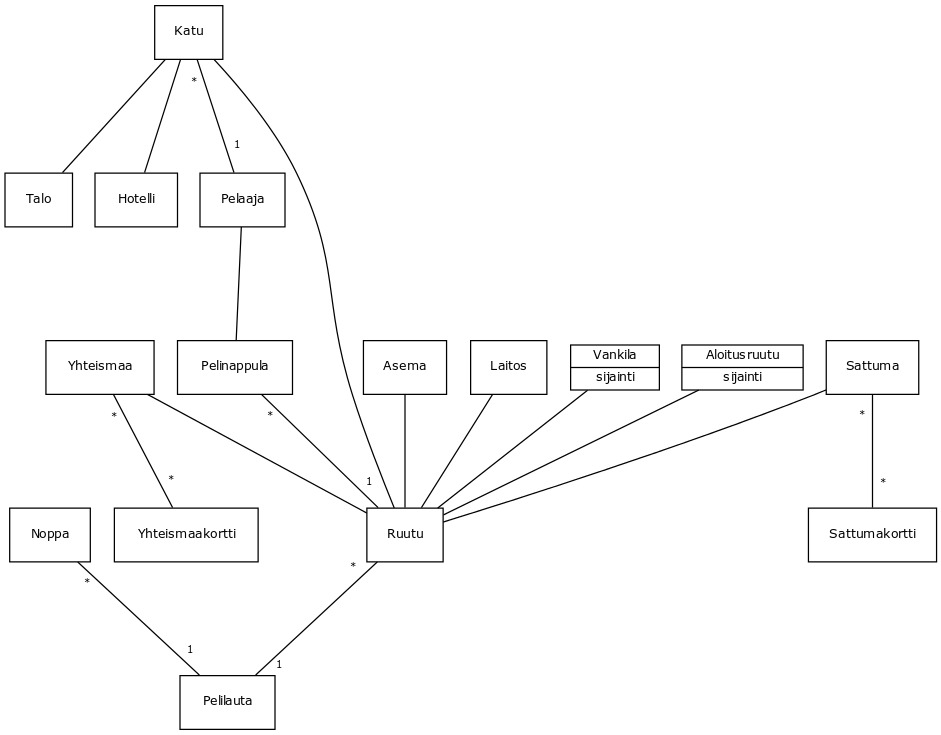 Katu
*
1
Talo
Hotelli
Pelaaja
Yhteismaa
Pelinappula
Asema
Laitos
Vankila
sijainti
Aloitusruutu
sijainti
Sattuma
*
*
*
*
1
*
Noppa
Yhteismaakortti
Ruutu
Sattumakortti
*
*
1
1
Pelilauta